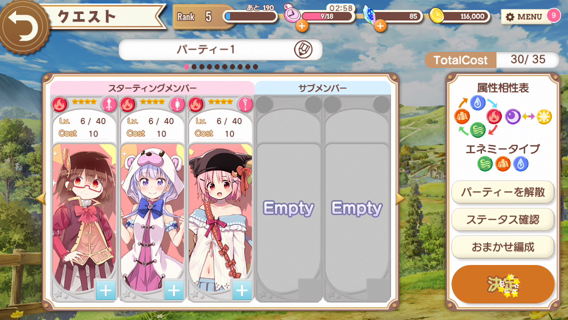 クエスト
Rank 5
あと 190
02:58
9/18
0
116,000
MENU
パーティー1
TotalCost 30/ 35
スターティングメンバー
サブメンバー
Lv. 6 / 40
Cost 10
Lv. 6 / 40
Cost 10
Lv. 6 / 40
Cost 10
Empty
Empty
属性相性表
エネミータイプ
パーティーを解散
ステータス確認
おまかせ編成